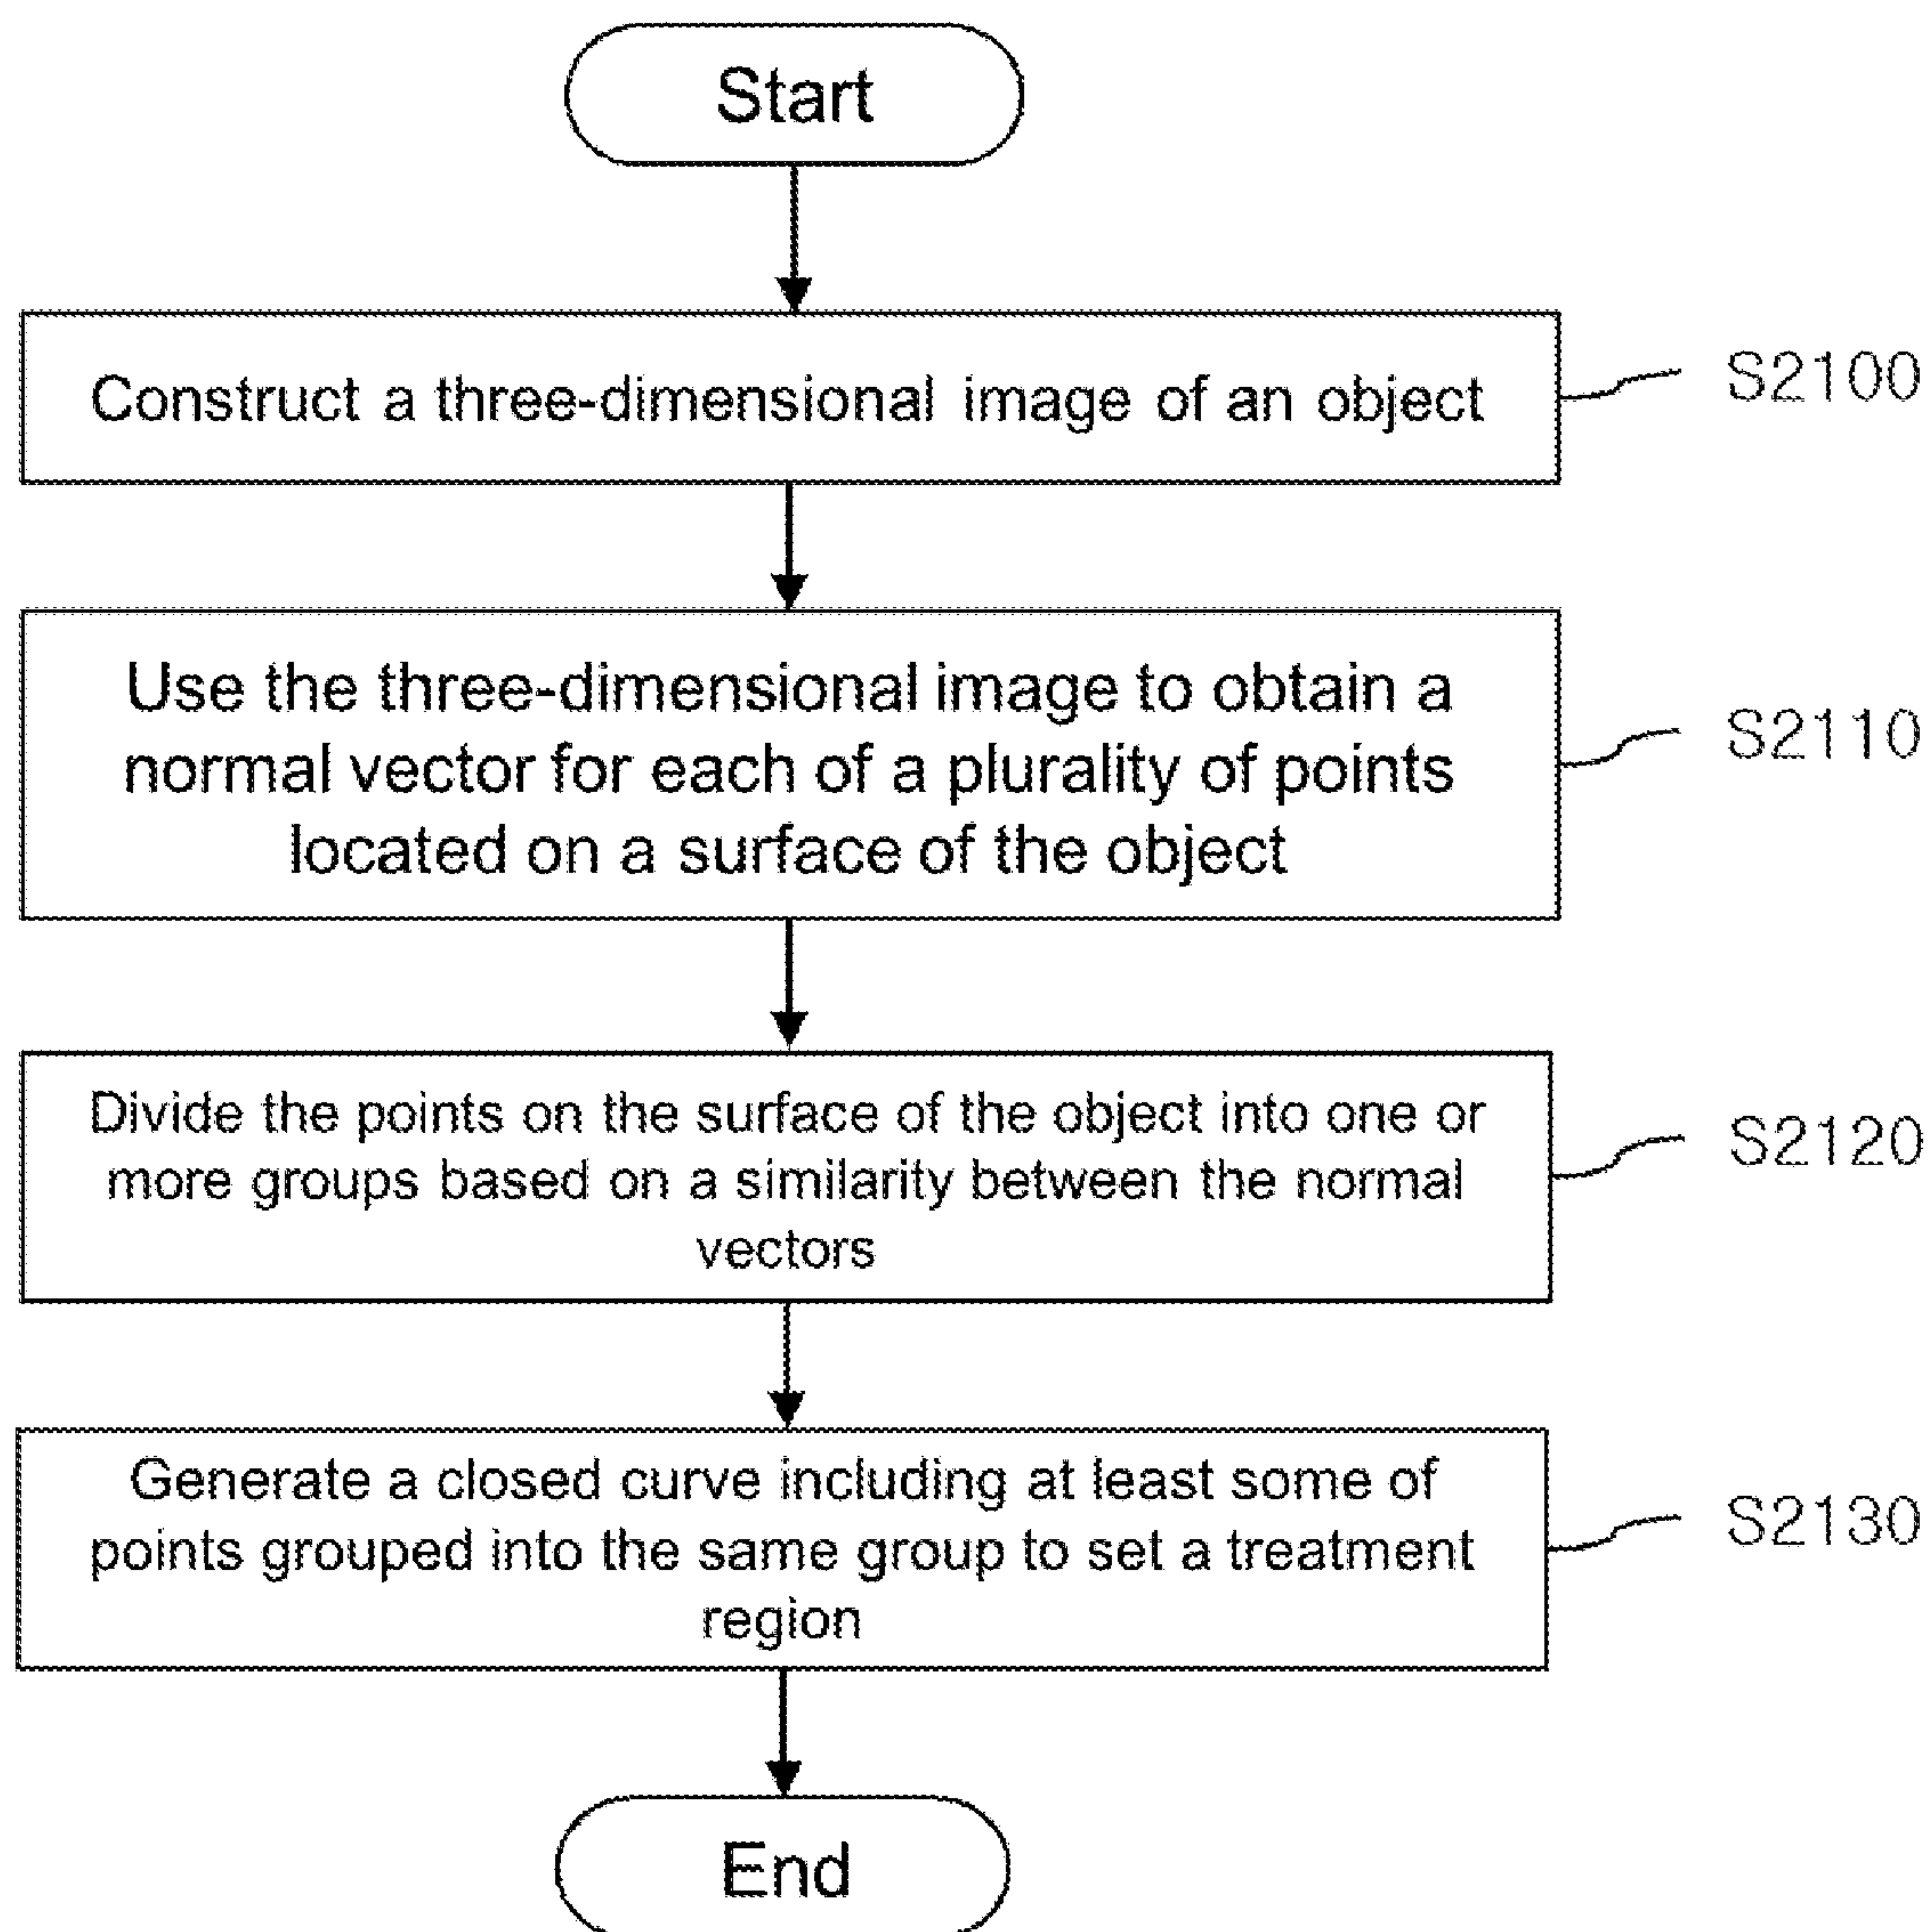 Start
Construct a three-dimensional image of an object
S2100
Use the three-dimensional image to obtain a
normal vector for each of a plurality of points
located on a surface of the object
S2110
Divide the points on the surface of the object into one or
more groups based on a similarity between the normal
vectors
S2120
Generate a closed curve including at least some of
points grouped into the same group to set a treatment
region
S2130
End